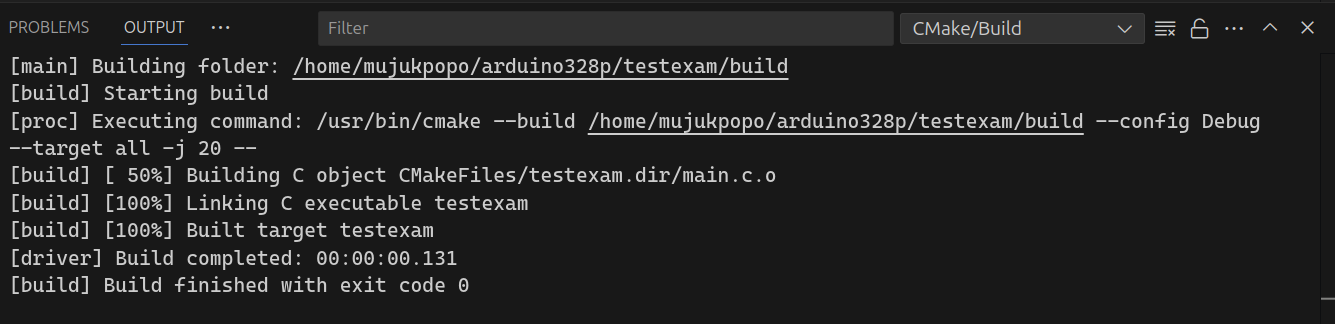 PROBLEMS OUTPUT ··· Filter CMake/Build ···
[main] Building folder: /home/mujukpopo/arduino328p/testexam/build
[build] Starting build
[proc] Executing command: /usr/bin/cmake --build /home/mujukpopo/arduino328p/testexam/build --config Debug
--target all -j 20 --
[build] [ 50%] Building C object CMakeFiles/testexam.dir/main.c.o
[build] [100%] Linking C executable testexam
[build] [100%] Built target testexam
[driver] Build completed: 00:00:00.131
[build] Build finished with exit code 0